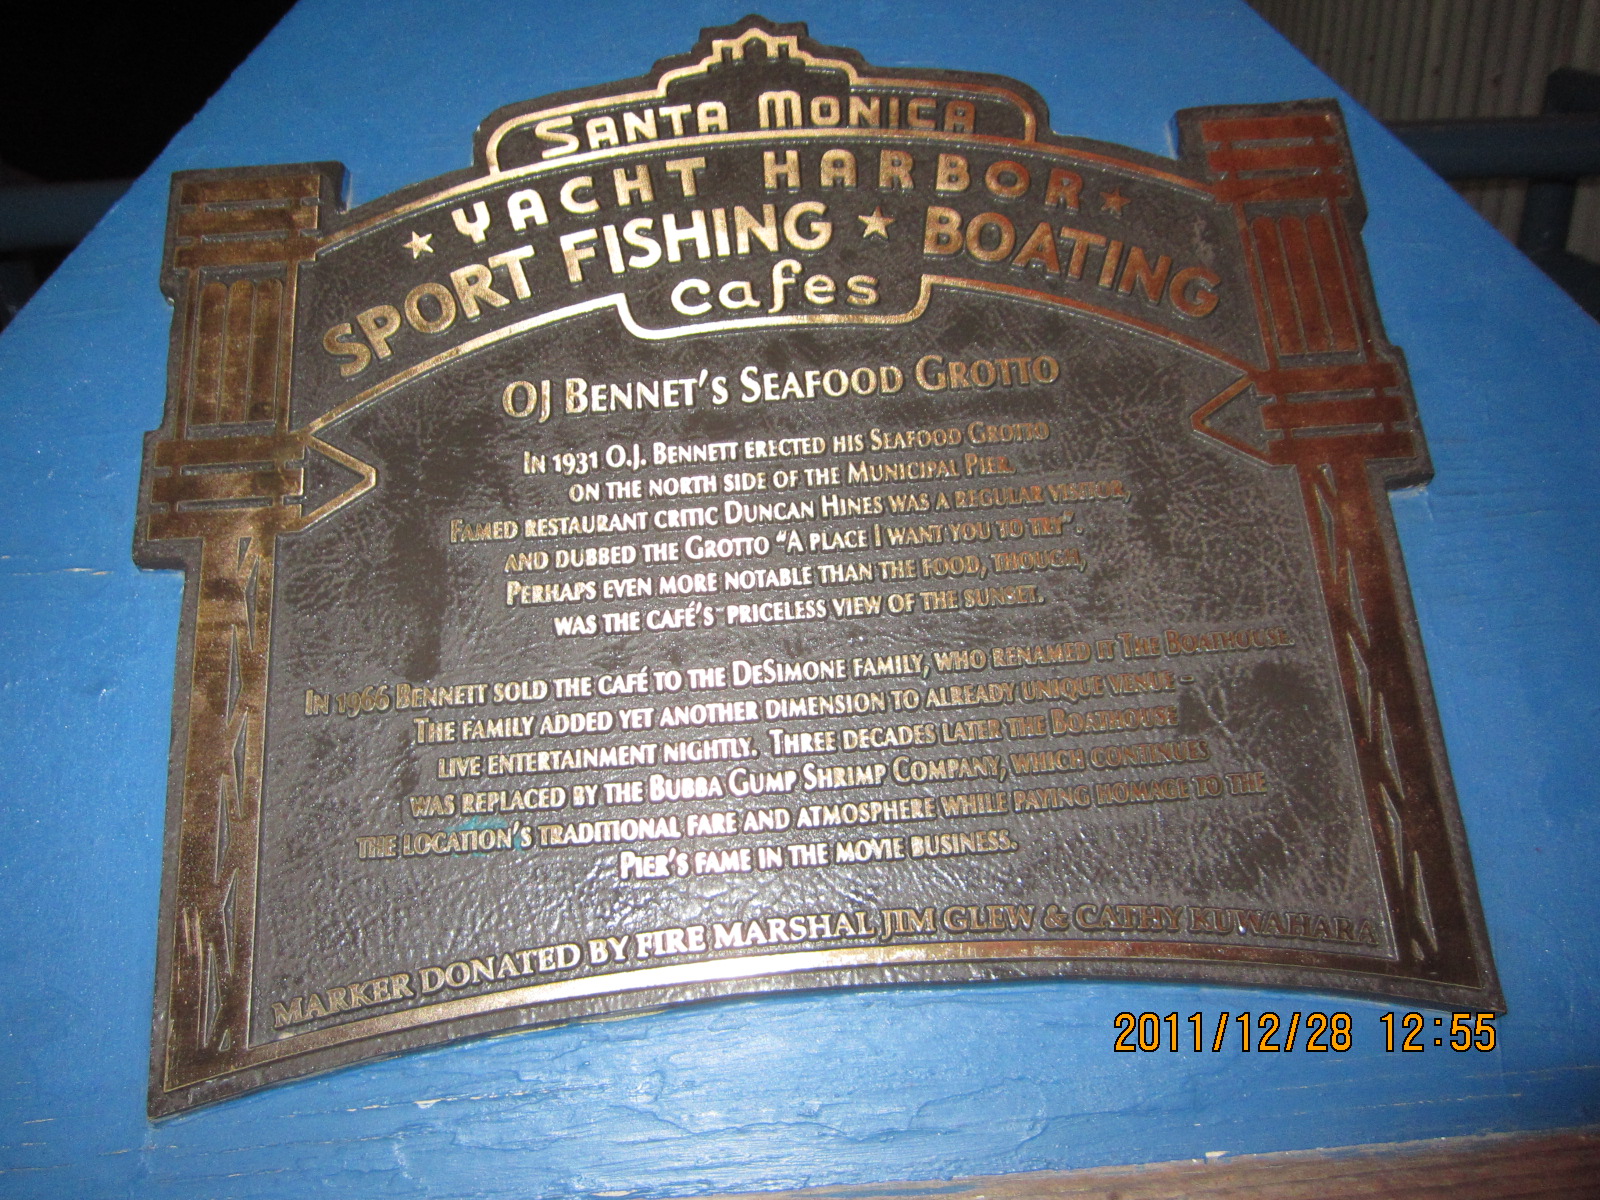 SANTA MONICA
★ YACHT HARBOR ★
SPORT FISHING ★ BOATING
cafes
OJ BENNET'S SEAFOOD GROTTO
IN 1931 O.J. BENNETT ERECTED HIS SEAFOOD GROTTO
ON THE NORTH SIDE OF THE MUNICIPAL PIER.
FAMED RESTAURANT CRITIC DUNCAN HINES WAS A REGULAR VISITOR,
AND DUBBED THE GROTTO "A PLACE I WANT YOU TO TRY".
PERHAPS EVEN MORE NOTABLE THAN THE FOOD, THOUGH,
WAS THE CAFÉ'S PRICELESS VIEW OF THE SUNSET.
IN 1966 BENNETT SOLD THE CAFÉ TO THE DESIMONE FAMILY, WHO RENAMED IT THE BOATHOUSE.
THE FAMILY ADDED YET ANOTHER DIMENSION TO ALREADY UNIQUE VENUE -
LIVE ENTERTAINMENT NIGHTLY. THREE DECADES LATER THE BOATHOUSE
WAS REPLACED BY THE BUBBA GUMP SHRIMP COMPANY, WHICH CONTINUES
THE LOCATION'S TRADITIONAL FARE AND ATMOSPHERE WHILE PAYING HOMAGE TO THE
PIER'S FAME IN THE MOVIE BUSINESS.
MARKER DONATED BY FIRE MARSHAL JIM GLEW & CATHY KUWAHARA
2011/12/28 12:55